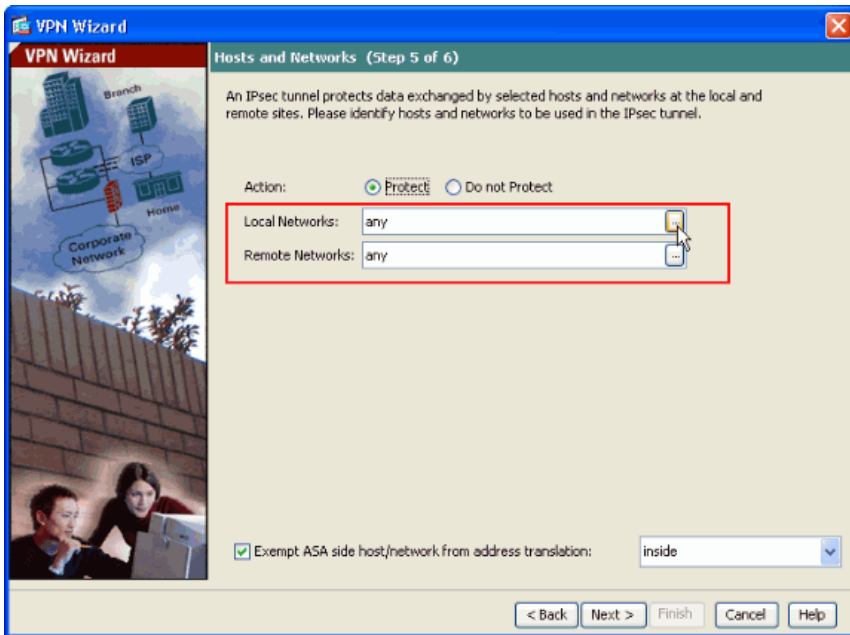 VPN Wizard
VPN Wizard
Branch
ISP
Home
Corporate
Network
Hosts and Networks (Step 5 of 6)
An IPsec tunnel protects data exchanged by selected hosts and networks at the local and
remote sites. Please identify hosts and networks to be used in the IPsec tunnel.
Action: Protect Do not Protect
Local Networks: any ...
Remote Networks: any ...
Exempt ASA side host/network from address translation: inside
< Back Next > Finish Cancel Help